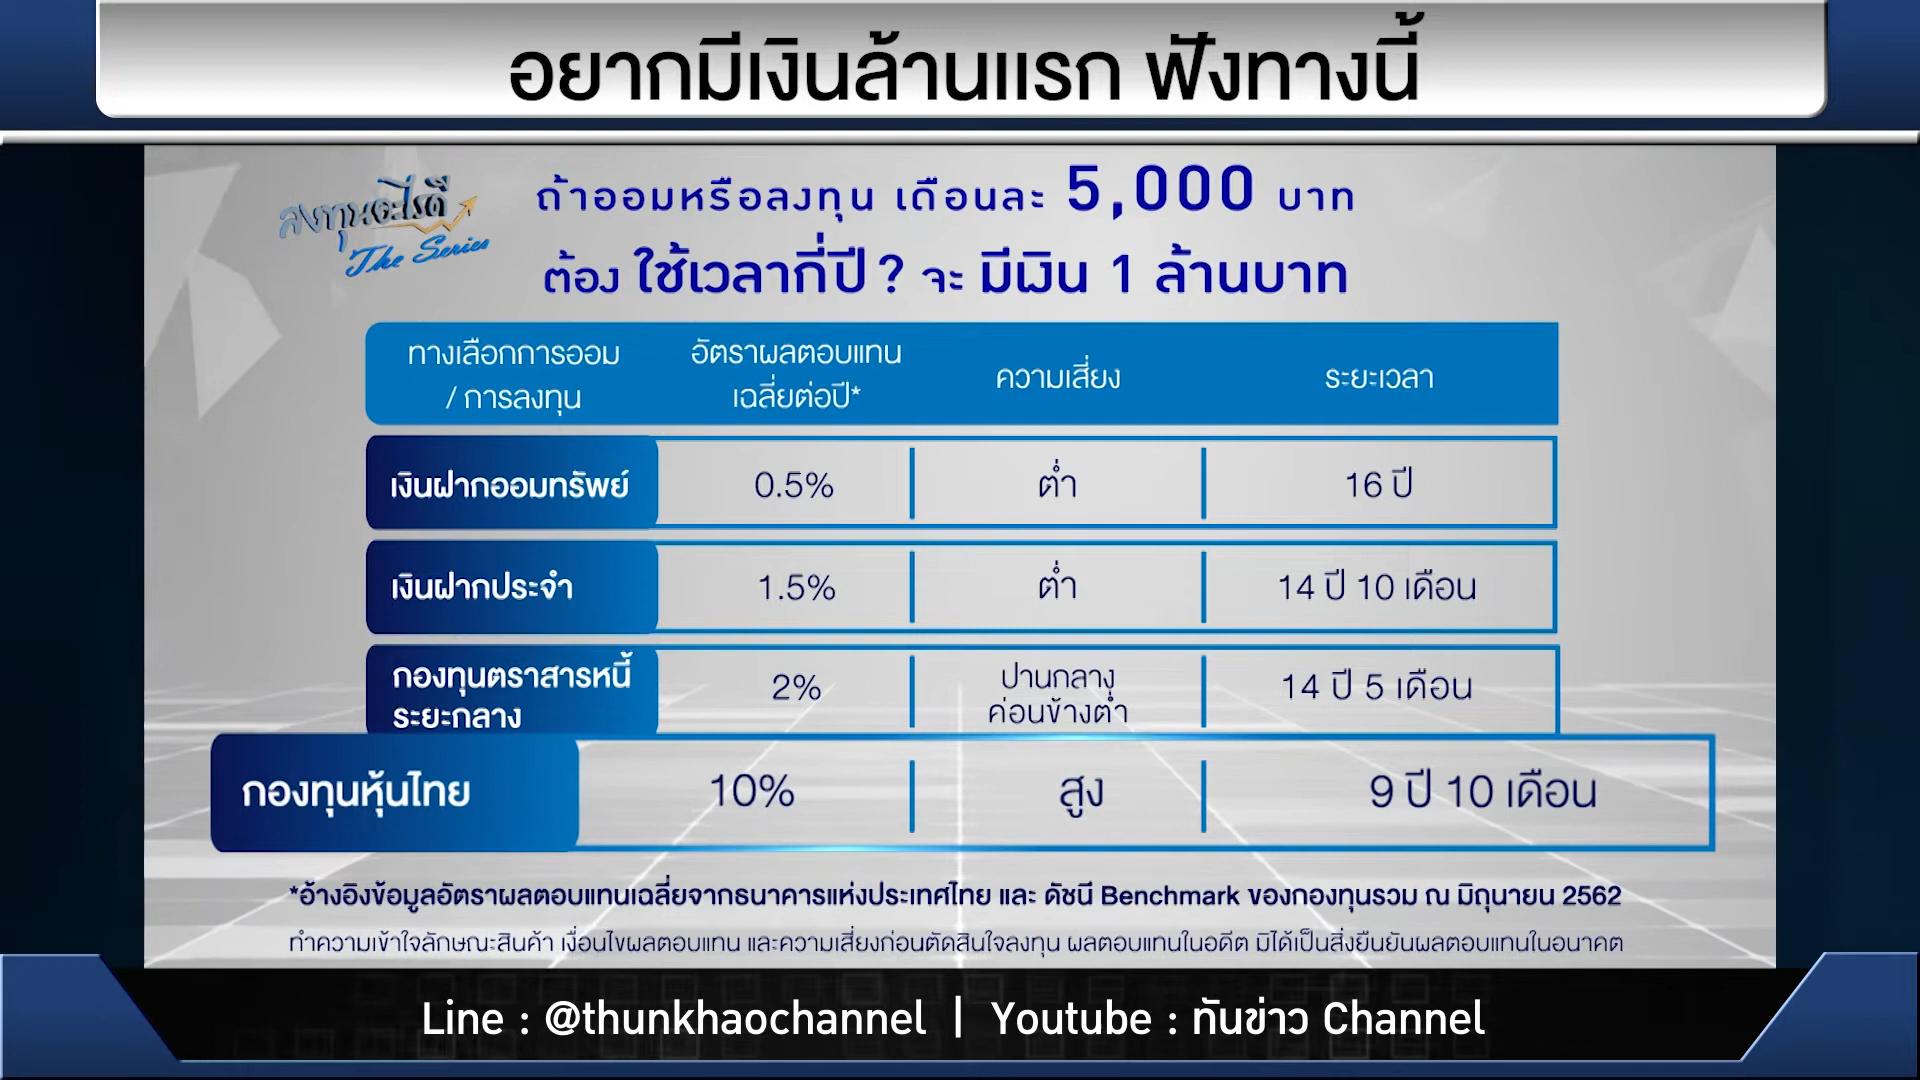 อยากมีเงินล้านแรก ฟังทางนี้
ลงทุนอะไรดี
The Series
ถ้าออมหรือลงทุน เดือนละ 5,000 บาท
ต้อง ใช้เวลากี่ปี ? จะ มีเงิน 1 ล้านบาท
ทางเลือกการออม
/ การลงทุน
อัตราผลตอบแทน
เฉลี่ยต่อปี*
ความเสี่ยง
ระยะเวลา
เงินฝากออมทรัพย์ 0.5% ต่ำ 16 ปี
เงินฝากประจำ 1.5% ต่ำ 14 ปี 10 เดือน
กองทุนตราสารหนี้
ระยะกลาง
2%
ปานกลาง
ค่อนข้างต่ำ
14 ปี 5 เดือน
กองทุนหุ้นไทย 10% สูง 9 ปี 10 เดือน
*อ้างอิงข้อมูลอัตราผลตอบแทนเฉลี่ยจากธนาคารแห่งประเทศไทย และ ดัชนี Benchmark ของกองทุนรวม ณ มิถุนายน 2562
ทำความเข้าใจลักษณะสินค้า เงื่อนไขผลตอบแทน และความเสี่ยงก่อนตัดสินใจลงทุน ผลตอบแทนในอดีต มิได้เป็นสิ่งยืนยันผลตอบแทนในอนาคต
Line : @thunkhaochannel | Youtube : ทันข่าว Channel